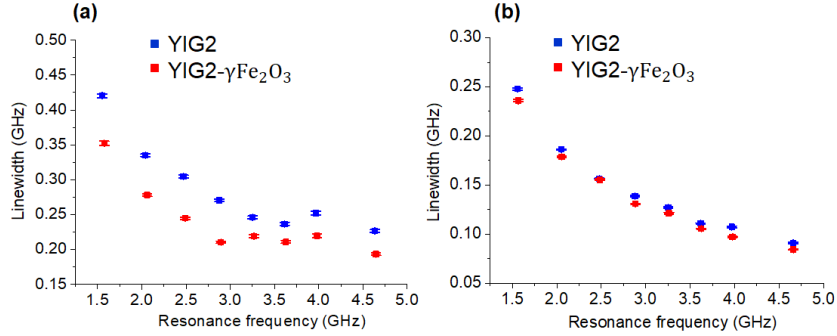 (a)
YIG2
YIG2-γFe₂O₃
Linewidth (GHz)
0.50
0.45
0.40
0.35
0.30
0.25
0.20
0.15
1.5 2.0 2.5 3.0 3.5 4.0 4.5 5.0
Resonance frequency (GHz)
(b)
YIG2
YIG2-γFe₂O₃
Linewidth (GHz)
0.30
0.25
0.20
0.15
0.10
0.05
1.5 2.0 2.5 3.0 3.5 4.0 4.5 5.0
Resonance frequency (GHz)